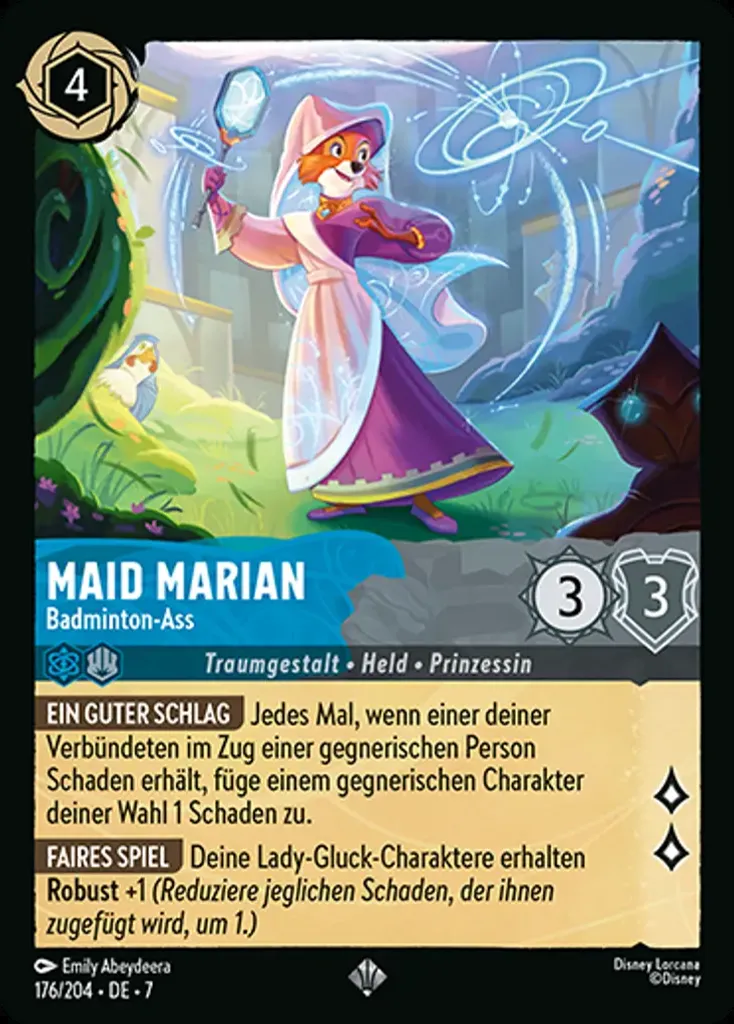 4
MAID MARIAN
Badminton-Ass
3
3
Traumgestalt • Held • Prinzessin
EIN GUTER SCHLAG Jedes Mal, wenn einer deiner
Verbündeten im Zug einer gegnerischen Person
Schaden erhält, füge einem gegnerischen Charakter
deiner Wahl 1 Schaden zu.
FAIRES SPIEL Deine Lady-Gluck-Charaktere erhalten
Robust +1 (Reduziere jeglichen Schaden, der ihnen
zugefügt wird, um 1.)
Emily Abeydeera
176/204 • DE • 7
Disney Lorcana
©Disney